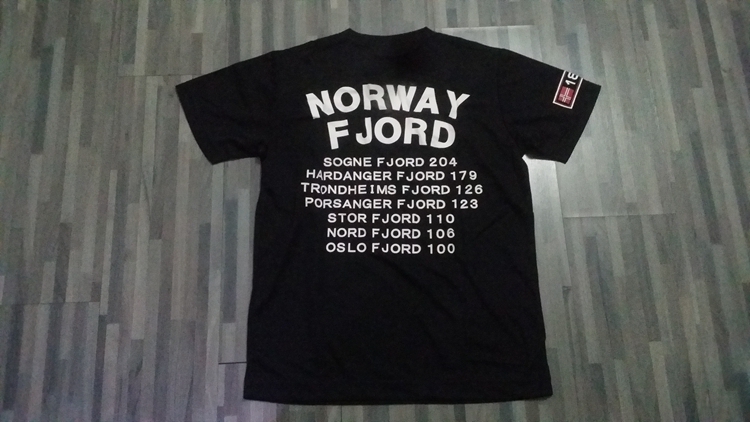 NORWAY
FJORD
SOGNE FJORD 204
HARDANGER FJORD 179
TRONDHEIMS FJORD 126
PORSANGER FJORD 123
STOR FJORD 110
NORD FJORD 106
OSLO FJORD 100